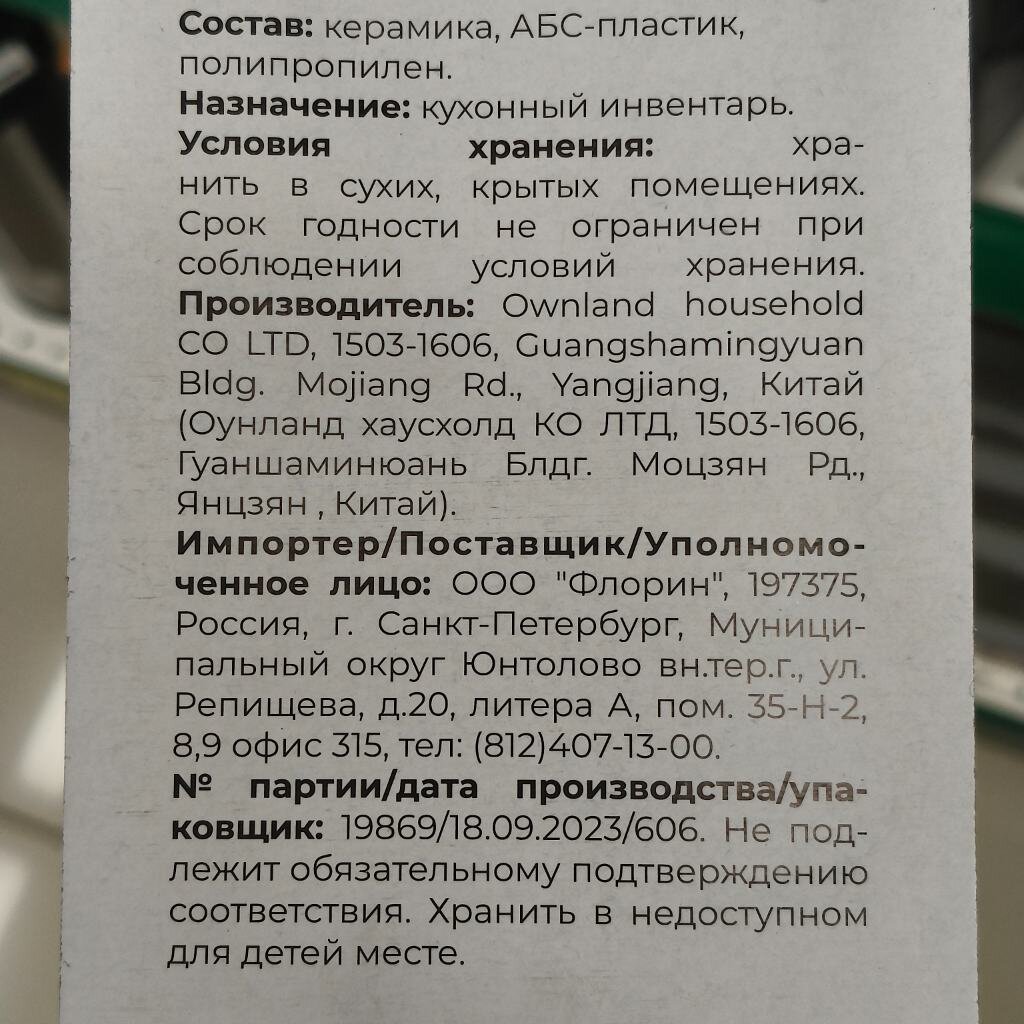 Состав: керамика, АБС-пластик,
полипропилен.
Назначение: кухонный инвентарь.
Условия хранения: хра-
нить в сухих, крытых помещениях.
Срок годности не ограничен при
соблюдении условий хранения.
Производитель: Ownland household
CO LTD, 1503-1606, Guangshamingyuan
Bldg. Mojiang Rd., Yangjiang, Китай
(Оунланд хаусхолд КО ЛТД, 1503-1606,
Гуаншаминюань Блдг. Моцзян Рд.,
Янцзян , Китай).
Импортер/Поставщик/Уполномо-
ченное лицо: ООО "Флорин", 197375,
Россия, г. Санкт-Петербург, Муници-
пальный округ Юнтолово вн.тер.г., ул.
Репищева, д.20, литера А, пом. 35-Н-2,
8,9 офис 315, тел: (812)407-13-00.
№ партии/дата производства/упа-
ковщик: 19869/18.09.2023/606. Не под-
лежит обязательному подтверждению
соответствия. Хранить в недоступном
для детей месте.